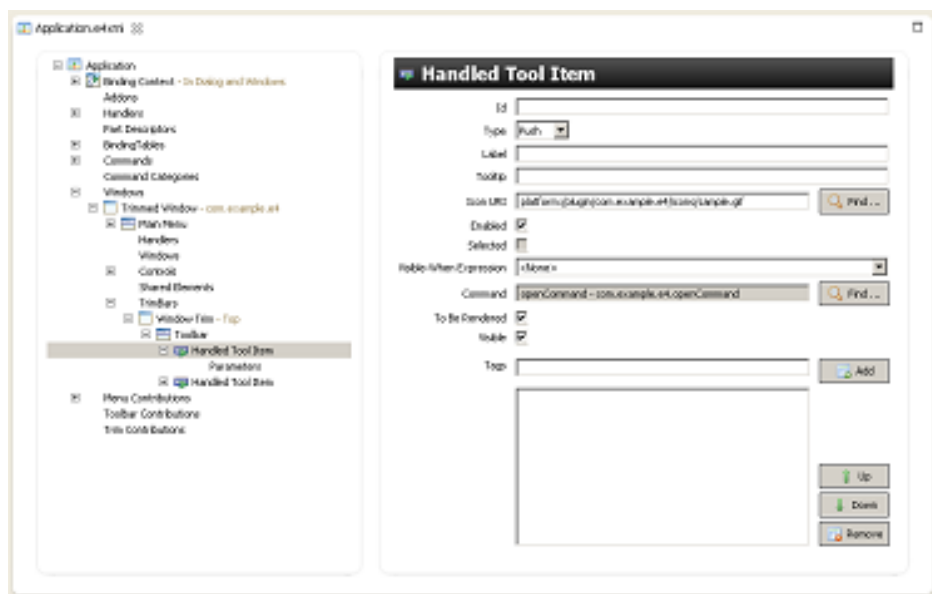 Application.e4xmi
Application
Binding Context - In Dialog and Windows
Addons
Handlers
Part Descriptors
BindingTables
Commands
Command Categories
Windows
Trimmed Window - com.example.e4
Main Menu
Handlers
Windows
Controls
Shared Elements
TrimBars
Window Trim - Top
Toolbar
Handled Tool Item
Parameters
Handled Tool Item
Menu Contributions
Toolbar Contributions
Trim Contributions
Handled Tool Item
Id
Type Push
Label
Tooltip
Icon URI platform:/plugin/com.example.e4/icons/sample.gif Find ...
Enabled
Selected
Visible-When Expression <None>
Command openCommand - com.example.e4.openCommand Find ...
To Be Rendered
Visible
Tags Add
Up
Down
Remove